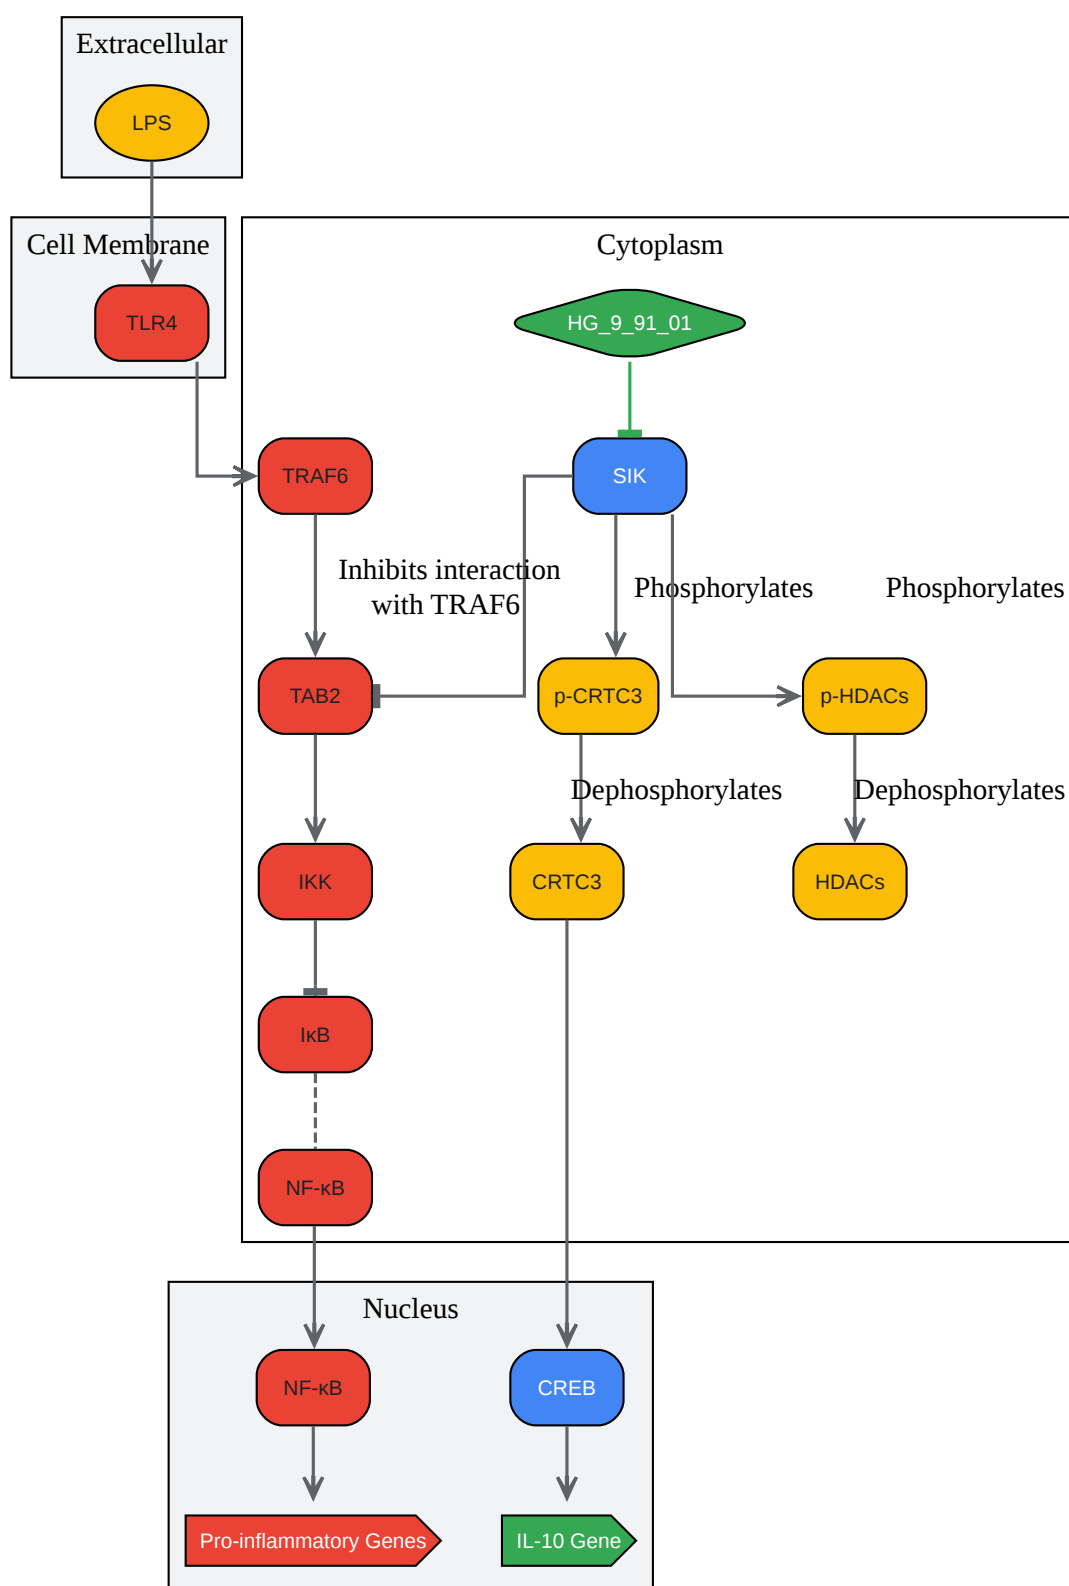 Extracellular
LPS
Cell Membrane
Cytoplasm
TLR4
HG_9_91_01
TRAF6
SIK
Inhibits interaction
with TRAF6
Phosphorylates
Phosphorylates
TAB2
p-CRTC3
p-HDACs
Dephosphorylates
Dephosphorylates
IKK
CRTC3
HDACs
IκB
NF-κB
Nucleus
NF-κB
CREB
Pro-inflammatory Genes
IL-10 Gene